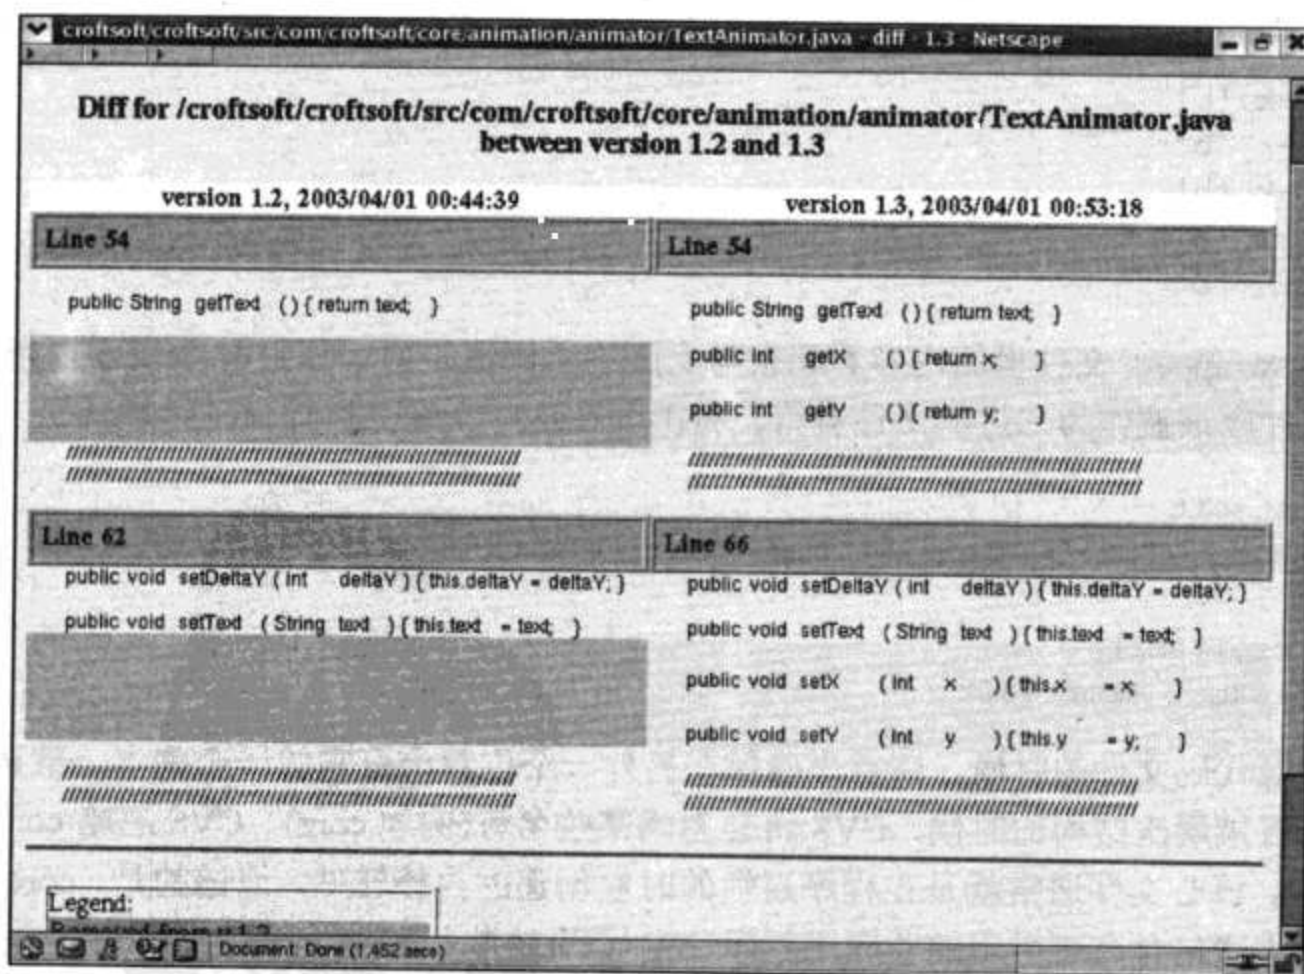 croftsoft/croftsoft/src/com/croftsoft/core/animation/animator/TextAnimator.java - diff - 1.3 - Netscape
Diff for /croftsoft/croftsoft/src/com/croftsoft/core/animation/animator/TextAnimator.java
between version 1.2 and 1.3
version 1.2, 2003/04/01 00:44:39
version 1.3, 2003/04/01 00:53:18
Line 54
Line 54
public String getText () { return text; }
public String getText () { return text; }
public int getX () { return x; }
public int getY () { return y; }
//////////////////////////////////////////////////////////////////////
//////////////////////////////////////////////////////////////////////
//////////////////////////////////////////////////////////////////////
//////////////////////////////////////////////////////////////////////
Line 62
Line 66
public void setDeltaY ( int deltaY ) { this.deltaY = deltaY; }
public void setText ( String text ) { this.text = text; }
public void setDeltaY ( int deltaY ) { this.deltaY = deltaY; }
public void setText ( String text ) { this.text = text; }
public void setX ( int x ) { this.x = x; }
public void setY ( int y ) { this.y = y; }
//////////////////////////////////////////////////////////////////////
//////////////////////////////////////////////////////////////////////
//////////////////////////////////////////////////////////////////////
//////////////////////////////////////////////////////////////////////
Legend:
Removed from v.1.2
Document: Done (1.452 secs)